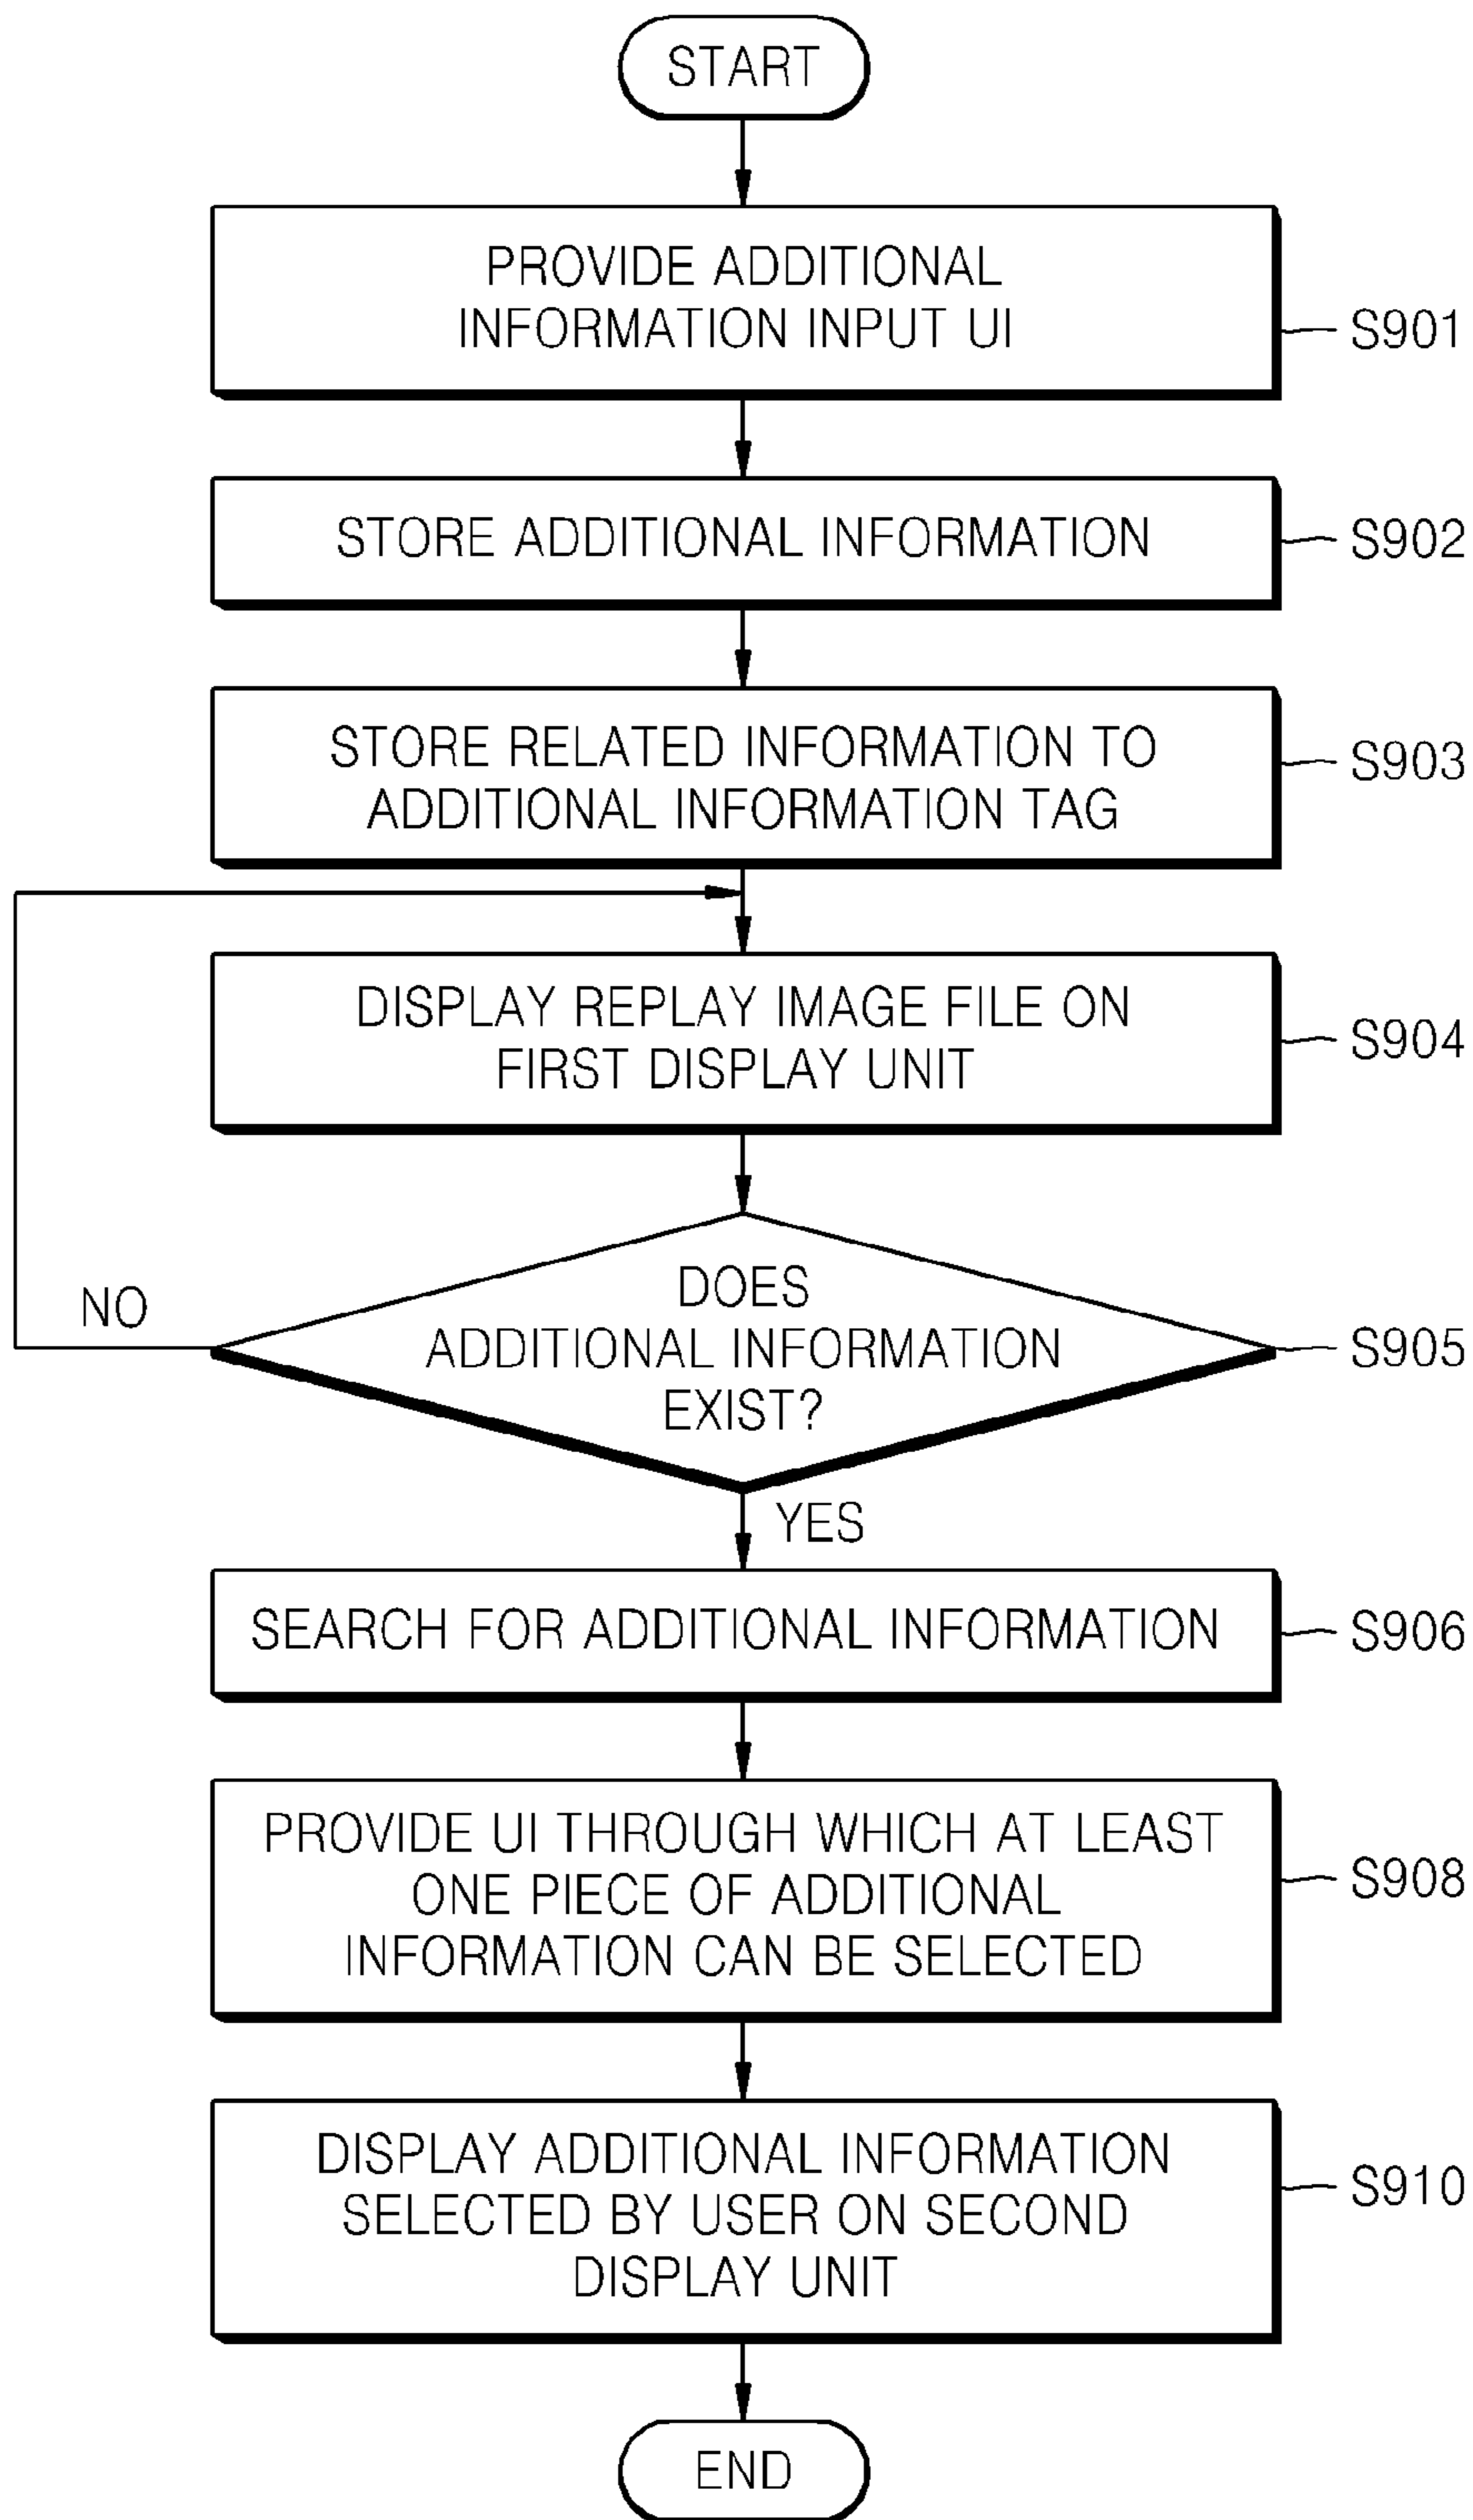 START
PROVIDE ADDITIONAL
INFORMATION INPUT UI
S901
STORE ADDITIONAL INFORMATION
S902
STORE RELATED INFORMATION TO
ADDITIONAL INFORMATION TAG
S903
DISPLAY REPLAY IMAGE FILE ON
FIRST DISPLAY UNIT
S904
NO
DOES
ADDITIONAL INFORMATION
EXIST?
S905
YES
SEARCH FOR ADDITIONAL INFORMATION
S906
PROVIDE UI THROUGH WHICH AT LEAST
ONE PIECE OF ADDITIONAL
INFORMATION CAN BE SELECTED
S908
DISPLAY ADDITIONAL INFORMATION
SELECTED BY USER ON SECOND
DISPLAY UNIT
S910
END